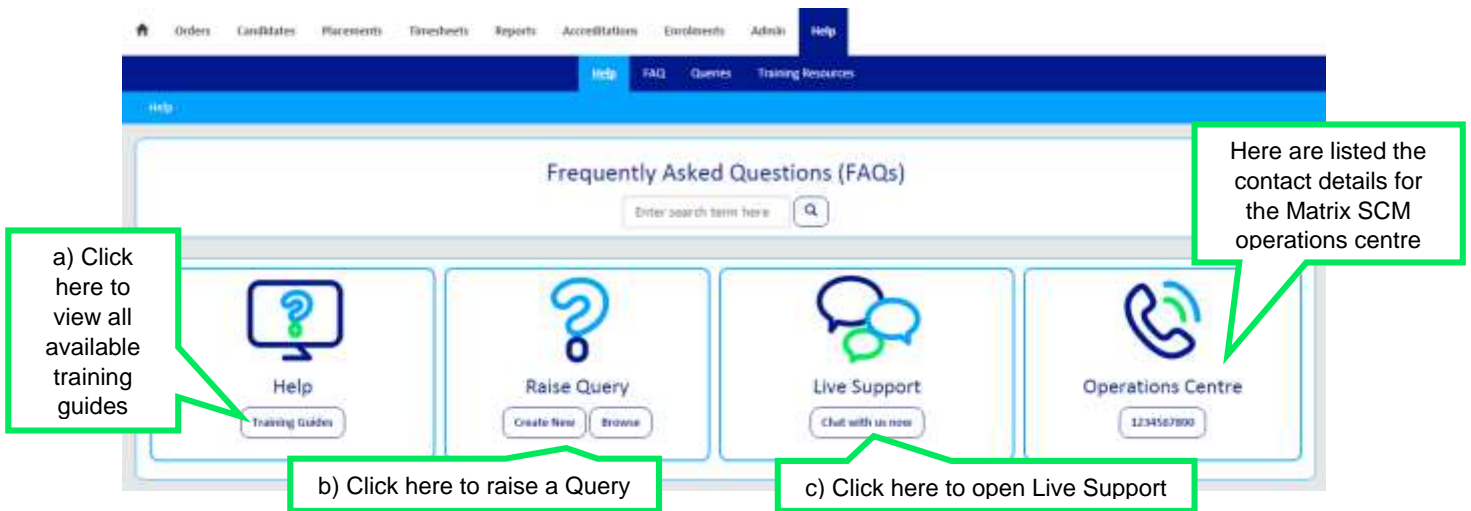 Orders Candidates Placements Timesheets Reports Accreditations Enrolments Admin Help
Help FAQ Queries Training Resources
Help
Frequently Asked Questions (FAQs)
Enter search term here
Here are listed the
contact details for
the Matrix SCM
operations centre
a) Click
here to
view all
available
training
guides
Help
Training Guides
Raise Query
Create New Browse
Live Support
Chat with us now
Operations Centre
1234567890
b) Click here to raise a Query
c) Click here to open Live Support